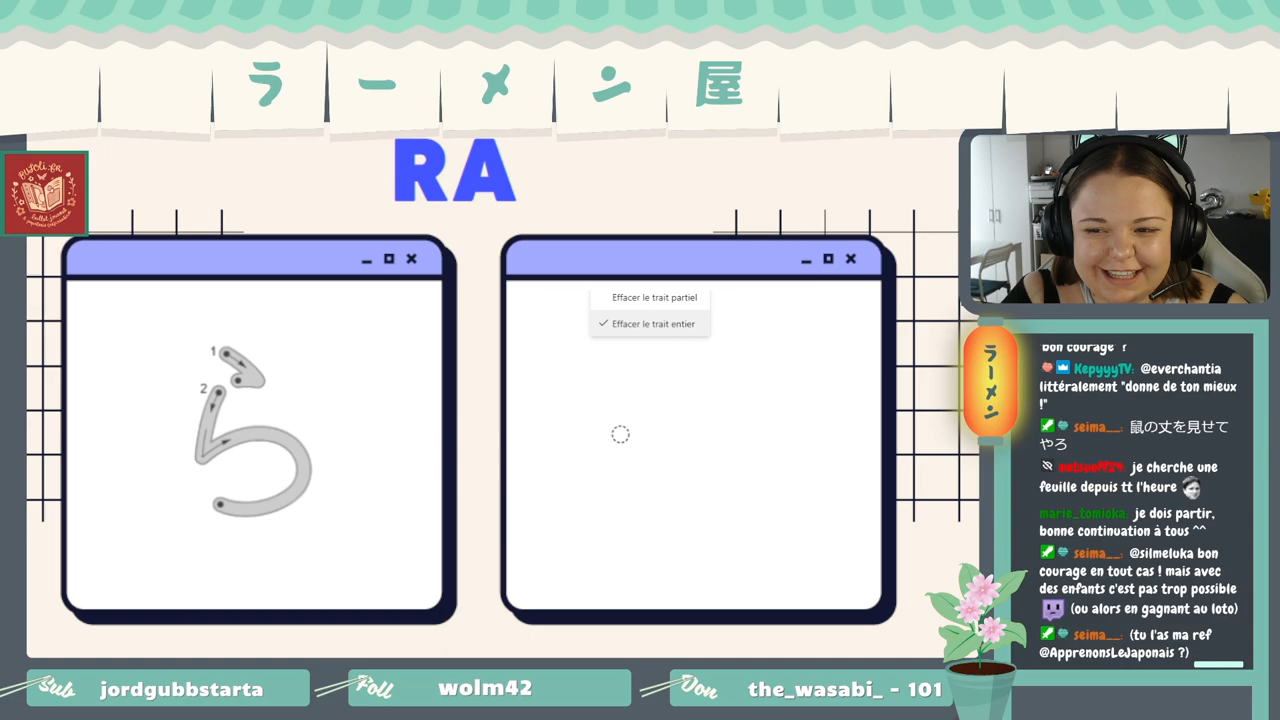 ラーメン屋
RA
Effacer le trait partiel
Effacer le trait entier
1
2
ら
ラーメン
bon courage" ?
KepyyyTV: @everchantia
littéralement "donne de ton mieux
!"
seima__: 鼠の丈を見せて
やろ
je cherche une
feuille depuis tt l'heure
marie_tomioka: je dois partir,
bonne continuation à tous ^^
seima__: @silmeluka bon
courage en tout cas ! mais avec
des enfants c'est pas trop possible
(ou alors en gagnant au loto)
seima__: (tu l'as ma ref
@ApprenonsLeJaponais ?)
Sub jordgubbstarta
Foll wolm42
Don the_wasabi_ - 101